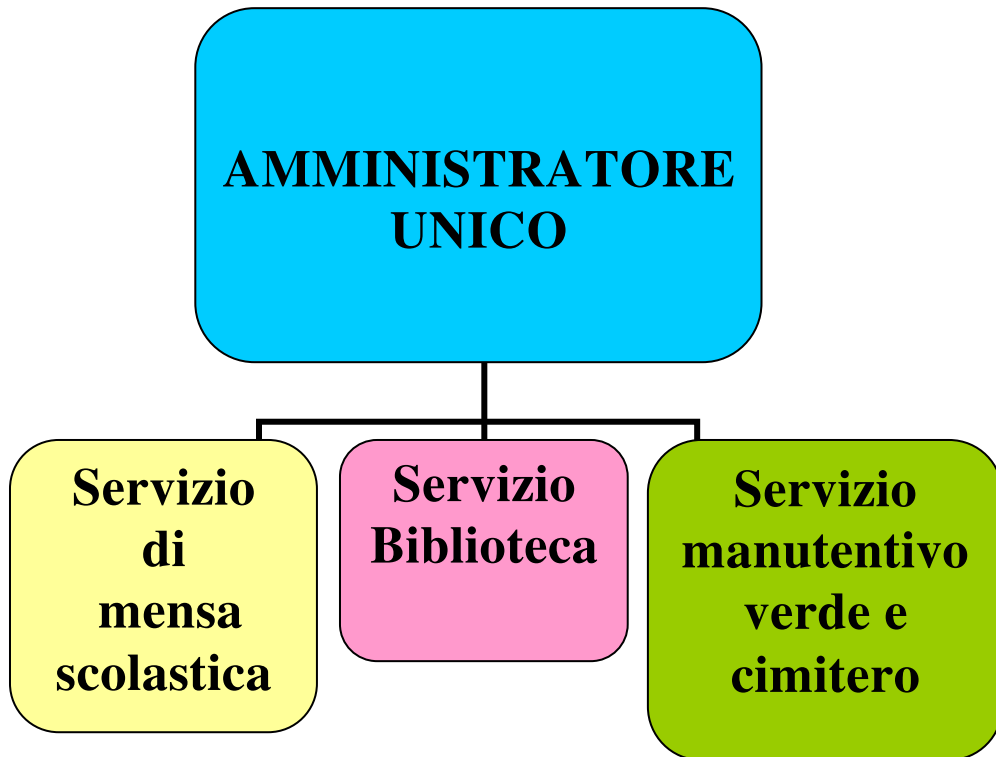 AMMINISTRATORE
UNICO
Servizio
di
mensa
scolastica
Servizio
Biblioteca
Servizio
manutentivo
verde e
cimitero